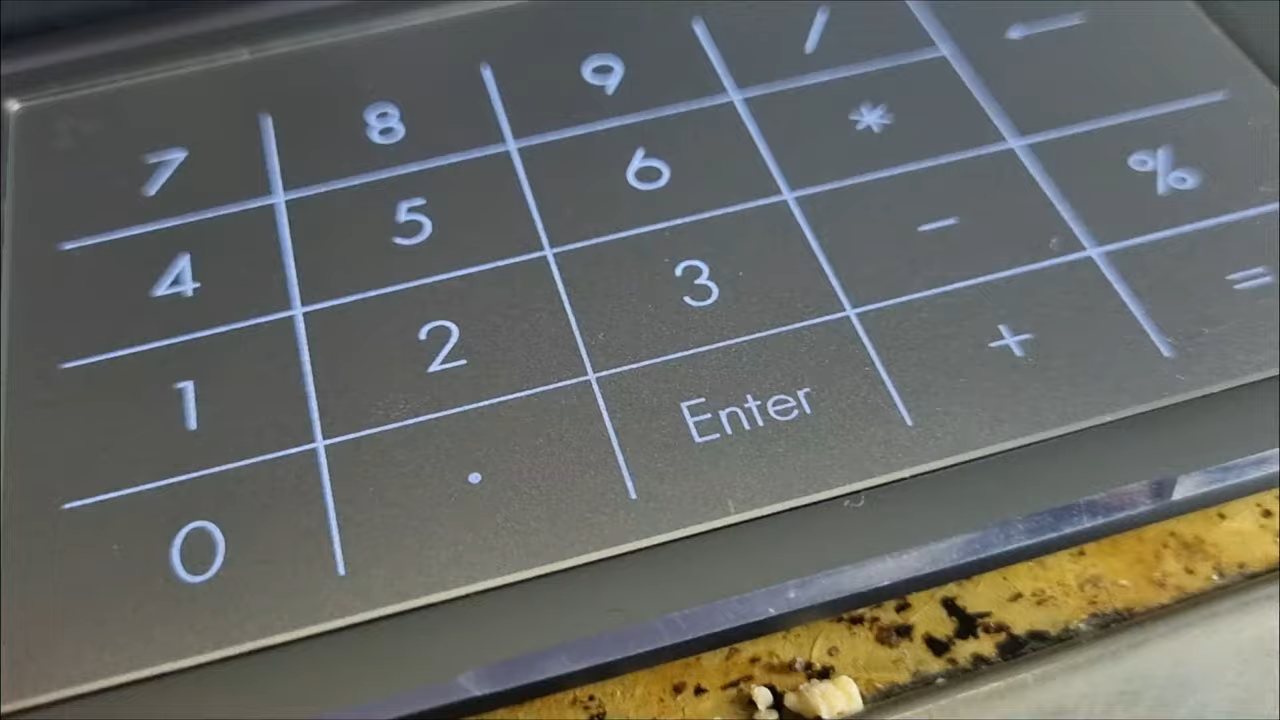 7 8 9 / ←
4 5 6 * %
1 2 3 - =
0 . Enter +